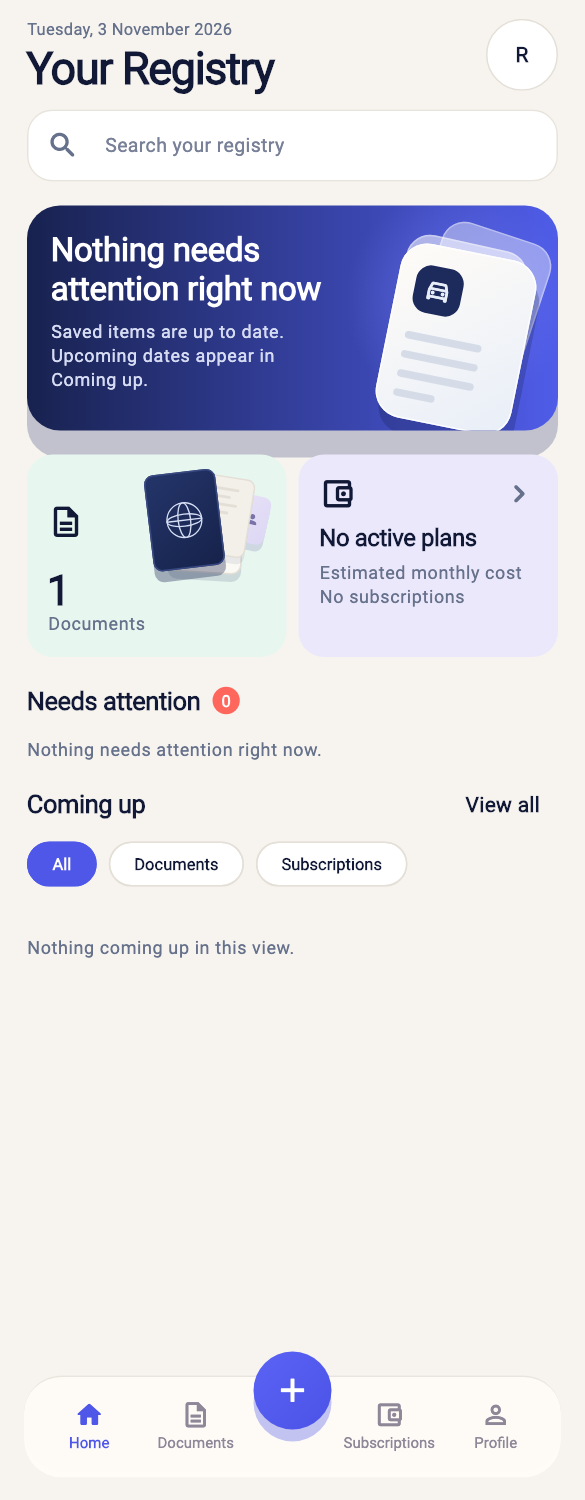 Tuesday, 3 November 2026
Your Registry
R
Search your registry
Nothing needs
attention right now
Saved items are up to date.
Upcoming dates appear in
Coming up.
1
Documents
No active plans
Estimated monthly cost
No subscriptions
Needs attention 0
Nothing needs attention right now.
Coming up View all
All Documents Subscriptions
Nothing coming up in this view.
Home Documents Subscriptions Profile